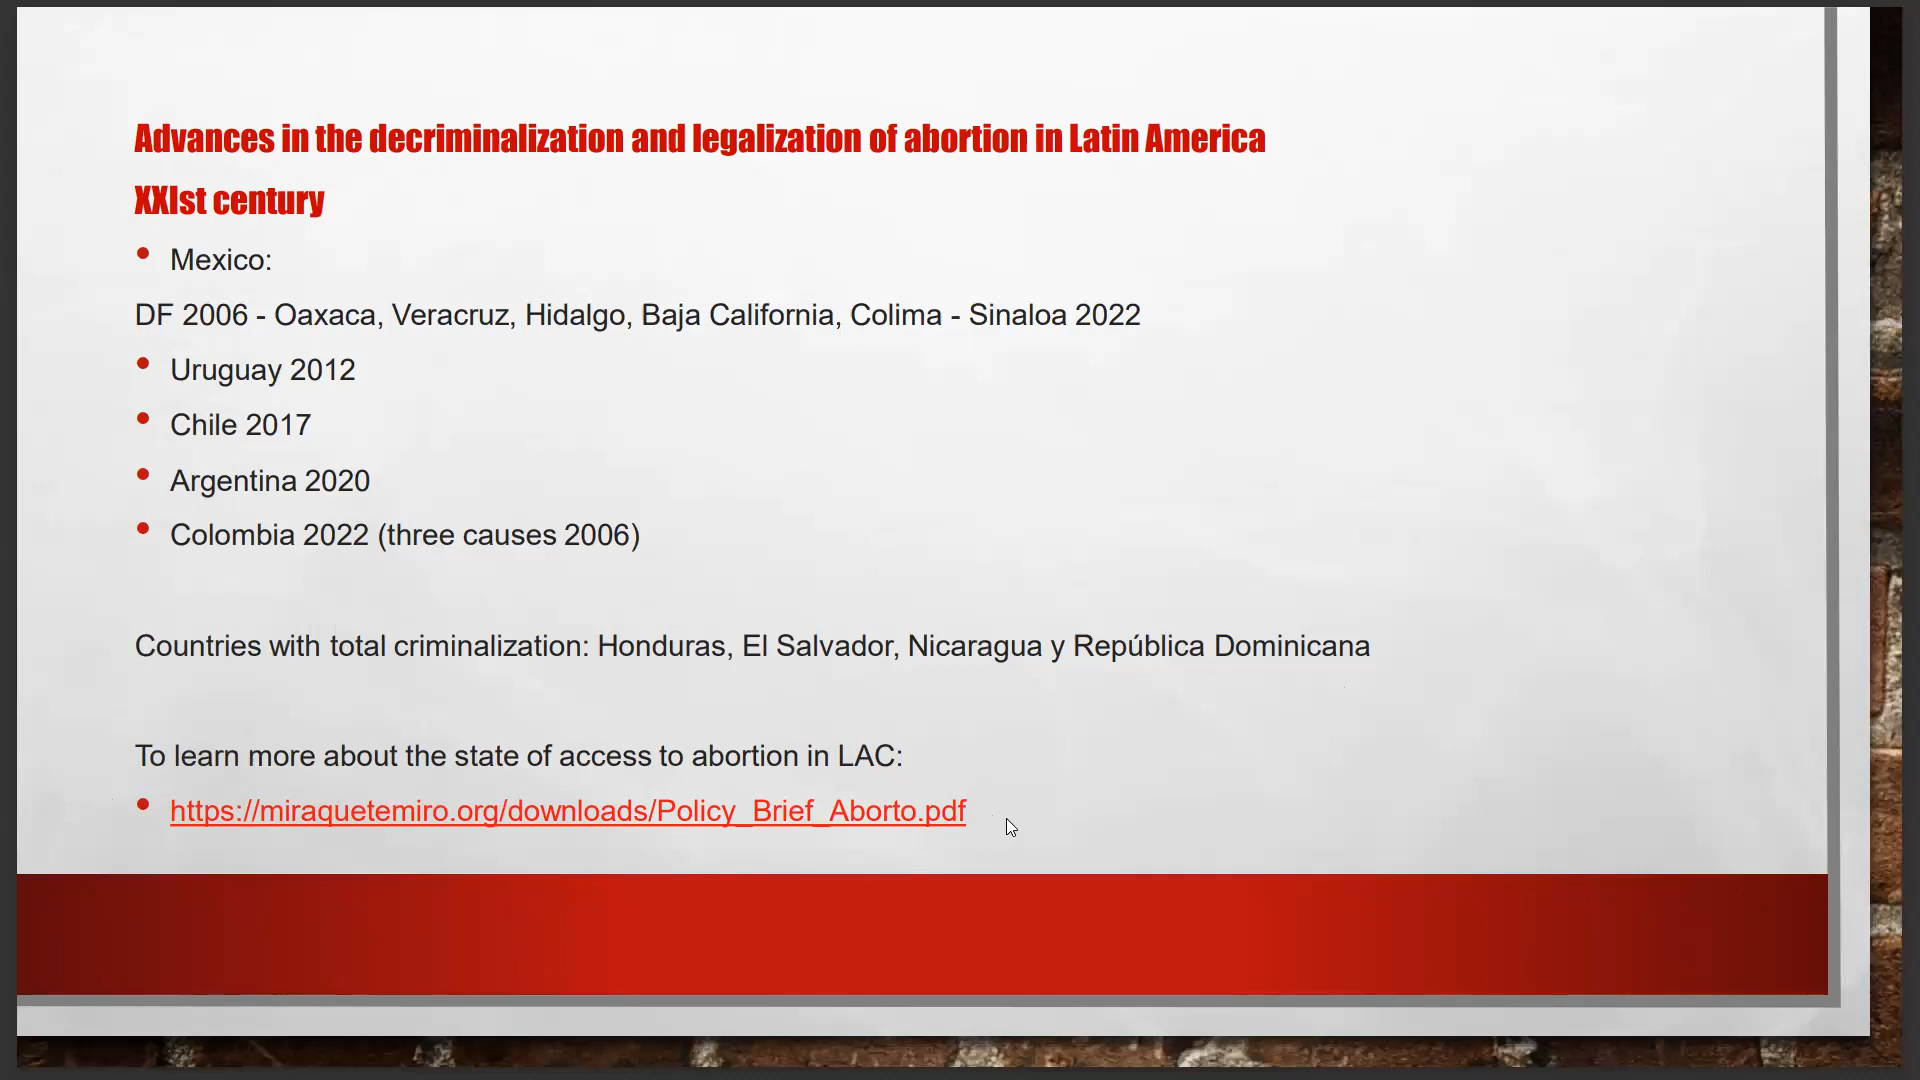 Advances in the decriminalization and legalization of abortion in Latin America
XXIst century
• Mexico:
DF 2006 - Oaxaca, Veracruz, Hidalgo, Baja California, Colima - Sinaloa 2022
• Uruguay 2012
• Chile 2017
• Argentina 2020
• Colombia 2022 (three causes 2006)
Countries with total criminalization: Honduras, El Salvador, Nicaragua y República Dominicana
To learn more about the state of access to abortion in LAC:
• https://miraquetemiro.org/downloads/Policy_Brief_Aborto.pdf